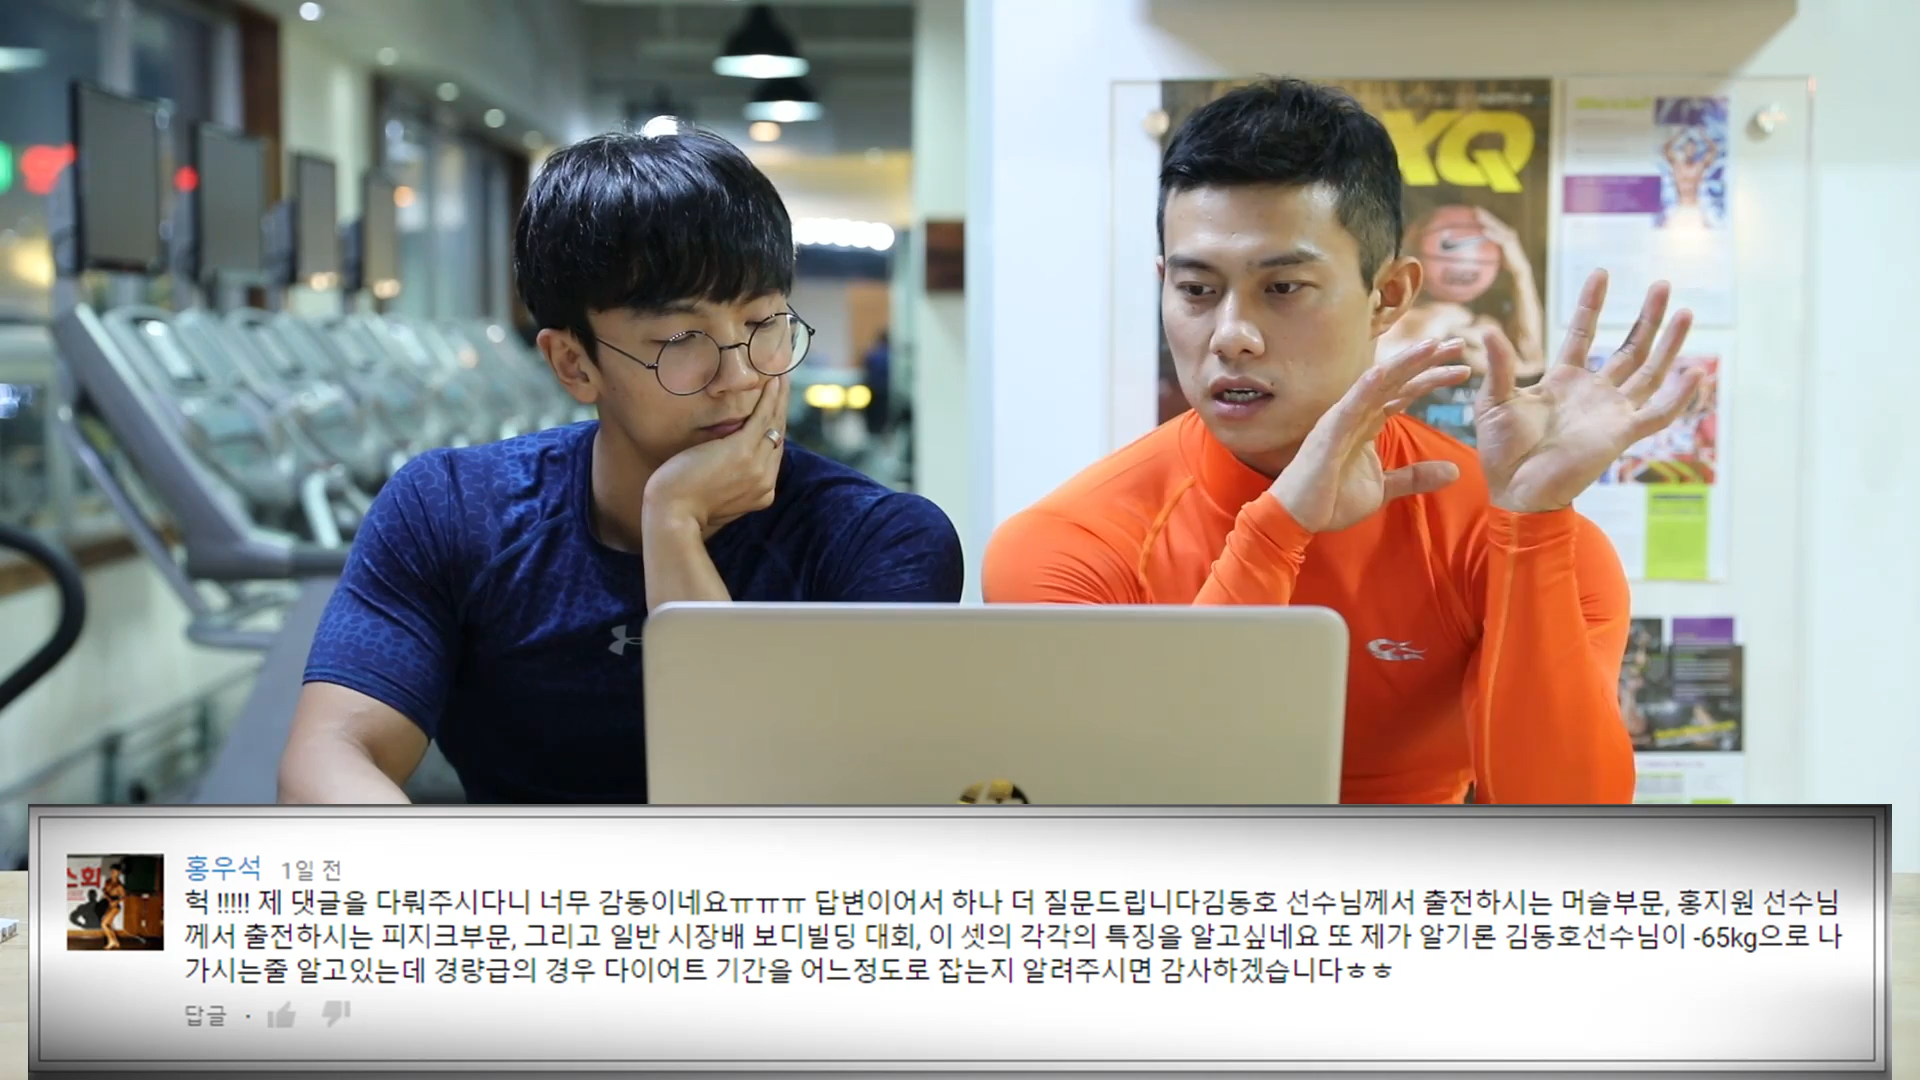 XQ
홍우석 1일 전
헉 !!!!! 제 댓글을 다뤄주시다니 너무 감동이네요ㅠㅠㅠ 답변이어서 하나 더 질문드립니다김동호 선수님께서 출전하시는 머슬부문, 홍지원 선수님
께서 출전하시는 피지크부문, 그리고 일반 시장배 보디빌딩 대회, 이 셋의 각각의 특징을 알고싶네요 또 제가 알기론 김동호선수님이 -65kg으로 나
가시는줄 알고있는데 경량급의 경우 다이어트 기간을 어느정도로 잡는지 알려주시면 감사하겠습니다ㅎㅎ
답글 ·